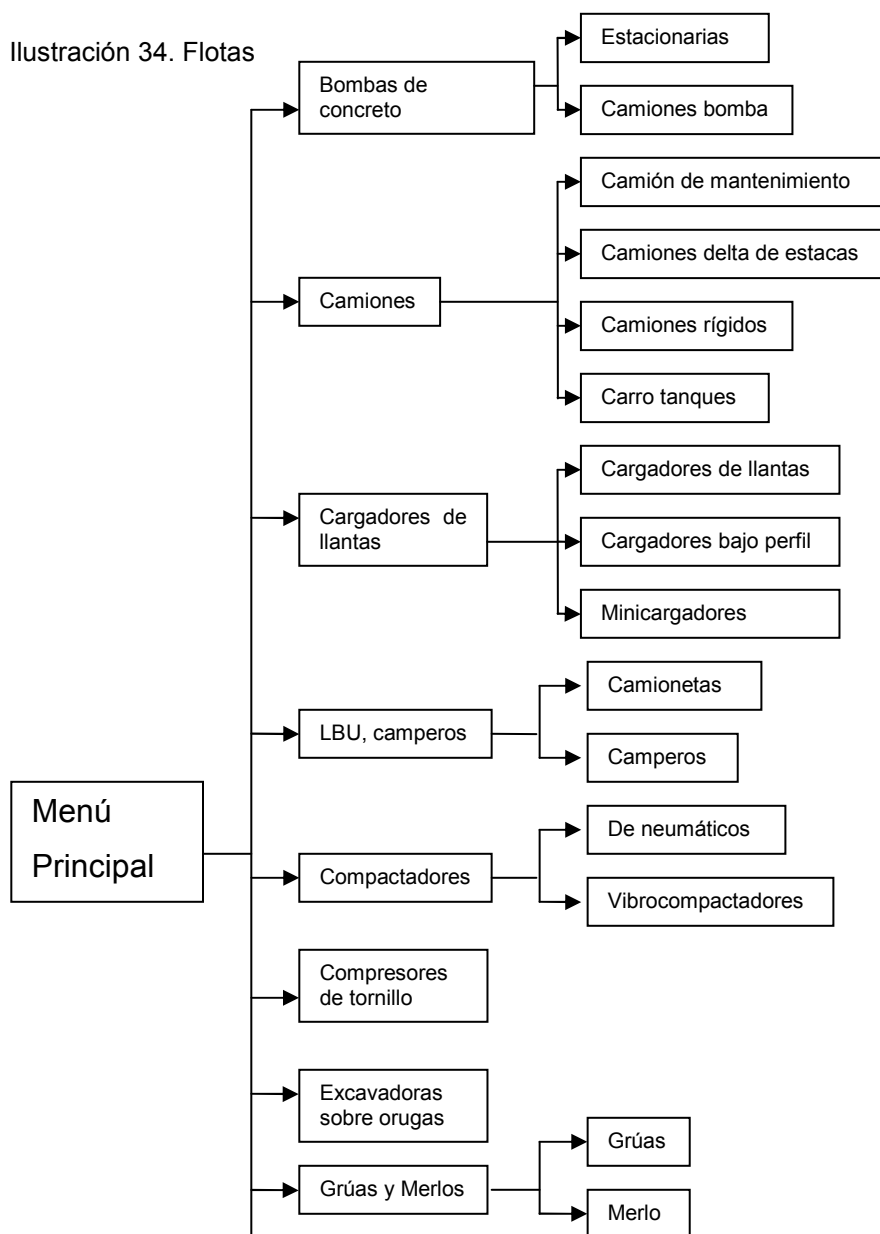 Ilustración 34. Flotas
Menú
Principal
Bombas de
concreto
Estacionarias
Camiones bomba
Camiones
Camión de mantenimiento
Camiones delta de estacas
Camiones rígidos
Carro tanques
Cargadores de
llantas
Cargadores de llantas
Cargadores bajo perfil
Minicargadores
LBU, camperos
Camionetas
Camperos
Compactadores
De neumáticos
Vibrocompactadores
Compresores
de tornillo
Excavadoras
sobre orugas
Grúas y Merlos
Grúas
Merlo